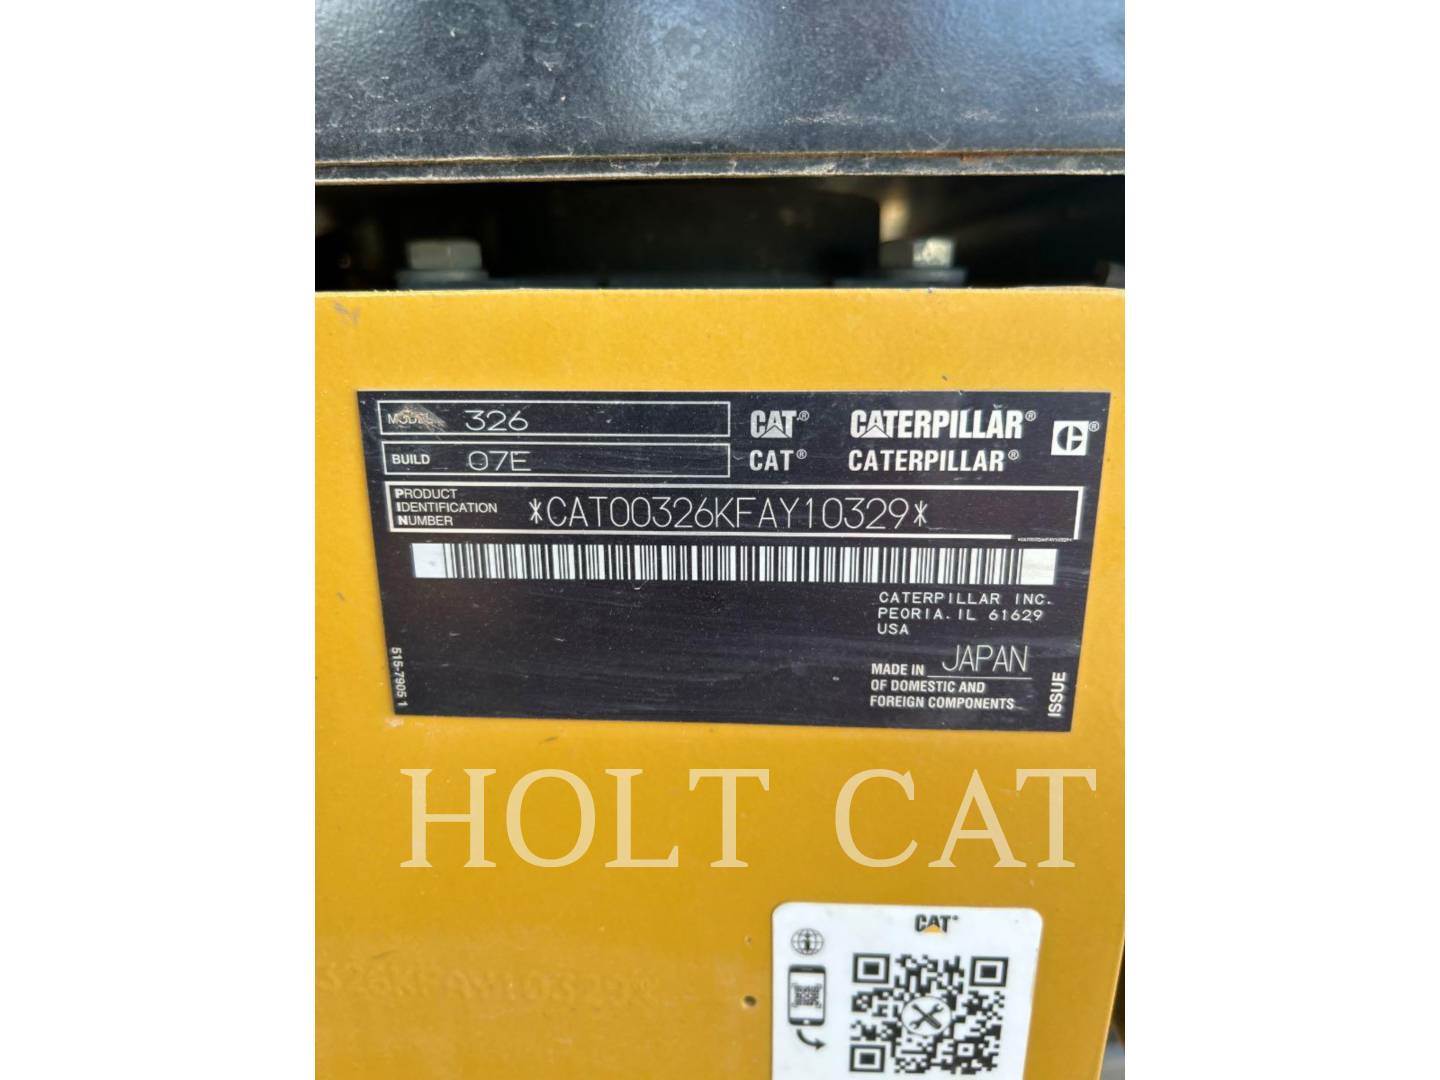 MODEL 326
BUILD 07E
CAT® CATERPILLAR®
CAT® CATERPILLAR®
PRODUCT
IDENTIFICATION
NUMBER
*CAT00326KFAY10329*
CATERPILLAR INC.
PEORIA. IL 61629
USA
MADE IN JAPAN
OF DOMESTIC AND
FOREIGN COMPONENTS
515-7905 1
ISSUE
HOLT CAT
CAT®
326KFAY10329*